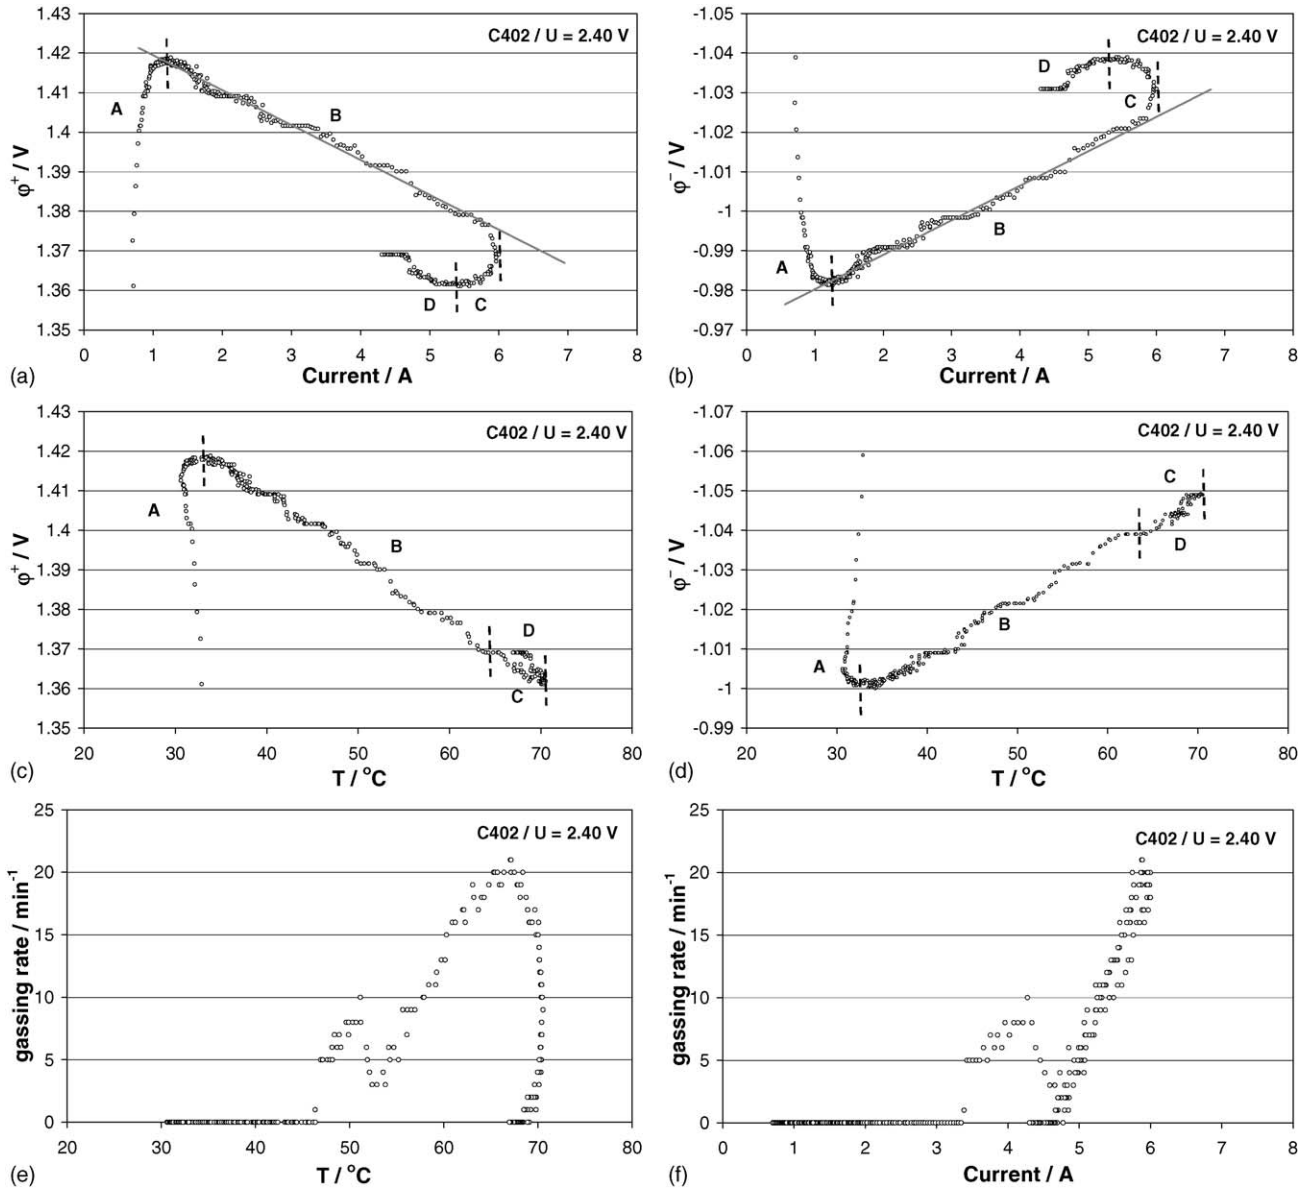 C402 / U = 2.40 V
1.43
1.42
1.41
1.4
1.39
1.38
1.37
1.36
1.35
φ⁺ / V
A
B
C
D
0 1 2 3 4 5 6 7 8
(a)
Current / A
C402 / U = 2.40 V
-1.05
-1.04
-1.03
-1.02
-1.01
-1
-0.99
-0.98
-0.97
φ⁻ / V
D
C
B
A
0 1 2 3 4 5 6 7 8
(b)
Current / A
C402 / U = 2.40 V
1.43
1.42
1.41
1.4
1.39
1.38
1.37
1.36
1.35
φ⁺ / V
A
B
D
C
20 30 40 50 60 70 80
(c)
T / °C
C402 / U = 2.40 V
-1.07
-1.06
-1.05
-1.04
-1.03
-1.02
-1.01
-1
-0.99
φ⁻ / V
C
D
B
A
20 30 40 50 60 70 80
(d)
T / °C
C402 / U = 2.40 V
25
20
15
10
5
0
gassing rate / min⁻¹
20 30 40 50 60 70 80
(e)
T / °C
C402 / U = 2.40 V
25
20
15
10
5
0
gassing rate / min⁻¹
0 1 2 3 4 5 6 7 8
(f)
Current / A